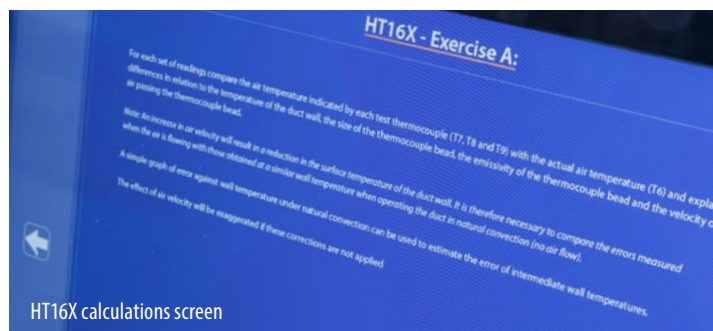 HT16X - Exercise A:
For each set of readings compare the air temperature indicated by each test thermocouple (T7, T8 and T9) with the actual air temperature (T6) and expla
differences in relation to the temperature of the duct wall, the size of the thermocouple bead, the emissivity of the thermocouple bead and the velocity o
air passing the thermocouple bead.
Note: An increase in air velocity will result in a reduction in the surface temperature of the duct wall. It is therefore necessary to compare the errors measured
when the air is flowing with those obtained at a similar wall temperature when operating the duct in natural convection (no air flow).
A simple graph of error against wall temperature under natural convection can be used to estimate the error of intermediate wall temperatures.
The effect of air velocity will be exaggerated if these corrections are not applied
HT16X calculations screen